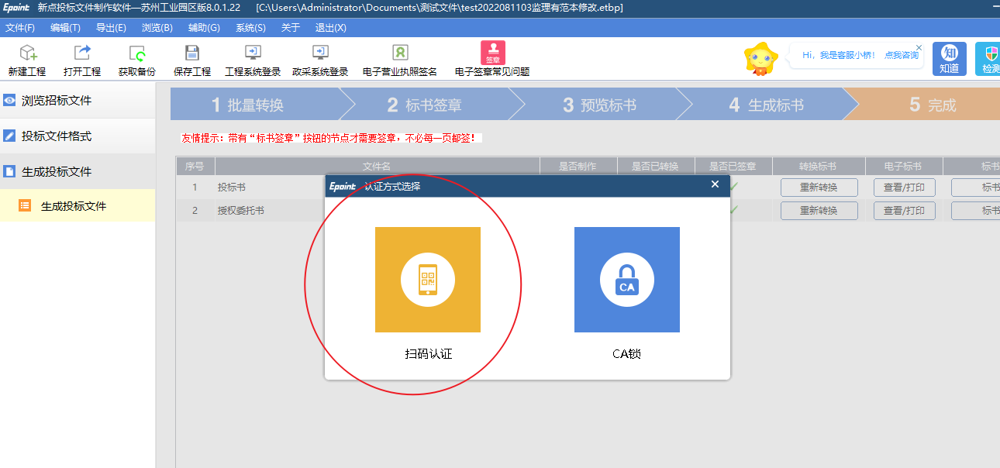 Epoint 新点投标文件制作软件—苏州工业园区版8.0.1.22 [C:\Users\Administrator\Documents\测试文件\test2022081103监理有范本修改.etbp]
文件(F) 编辑(T) 导出(E) 浏览(B) 辅助(G) 系统(S) 关于 退出(X)
签章
Hi, 我是客服小桥! 点我咨询
知
知道
检测
新建工程 打开工程 获取备份 保存工程 工程系统登录 政采系统登录 电子营业执照签名 电子签章常见问题
浏览招标文件
投标文件格式
生成投标文件
生成投标文件
1 批量转换 2 标书签章 3 预览标书 4 生成标书 5 完成
友情提示：带有“标书签章”按钮的节点才需要签章，不必每一页都签！
序号 文件名 是否制作 是否已转换 是否已签章 转换标书 电子标书 标书
1 投标书 重新转换 查看/打印 标书
2 授权委托书 重新转换 查看/打印 标书
Epoint 认证方式选择
CA
扫码认证 CA锁